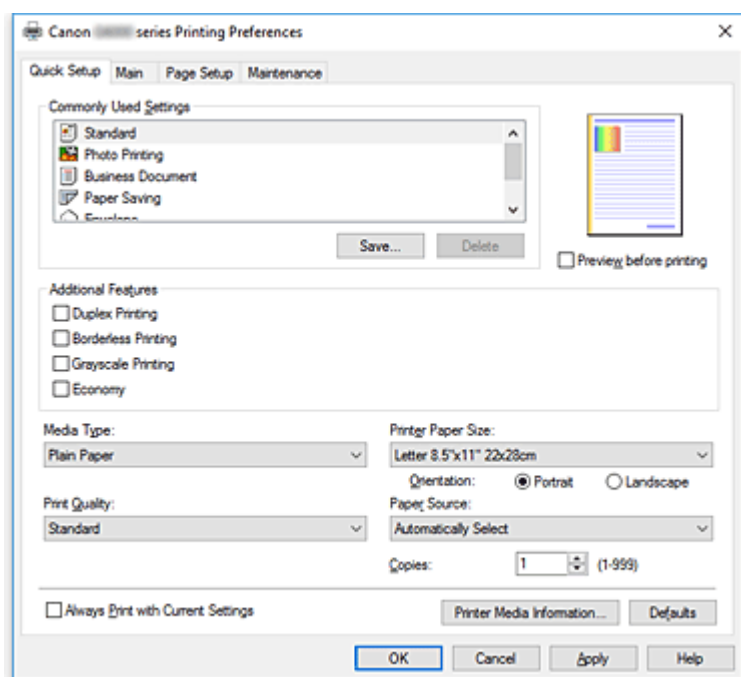 Canon series Printing Preferences
Quick Setup Main Page Setup Maintenance
Commonly Used Settings
Standard
Photo Printing
Business Document
Paper Saving
Save... Delete
Preview before printing
Additional Features
Duplex Printing
Borderless Printing
Grayscale Printing
Economy
Media Type: Printer Paper Size:
Plain Paper Letter 8.5"x11" 22x28cm
Orientation: Portrait Landscape
Print Quality: Paper Source:
Standard Automatically Select
Copies: 1 (1-999)
Always Print with Current Settings Printer Media Information... Defaults
OK Cancel Apply Help